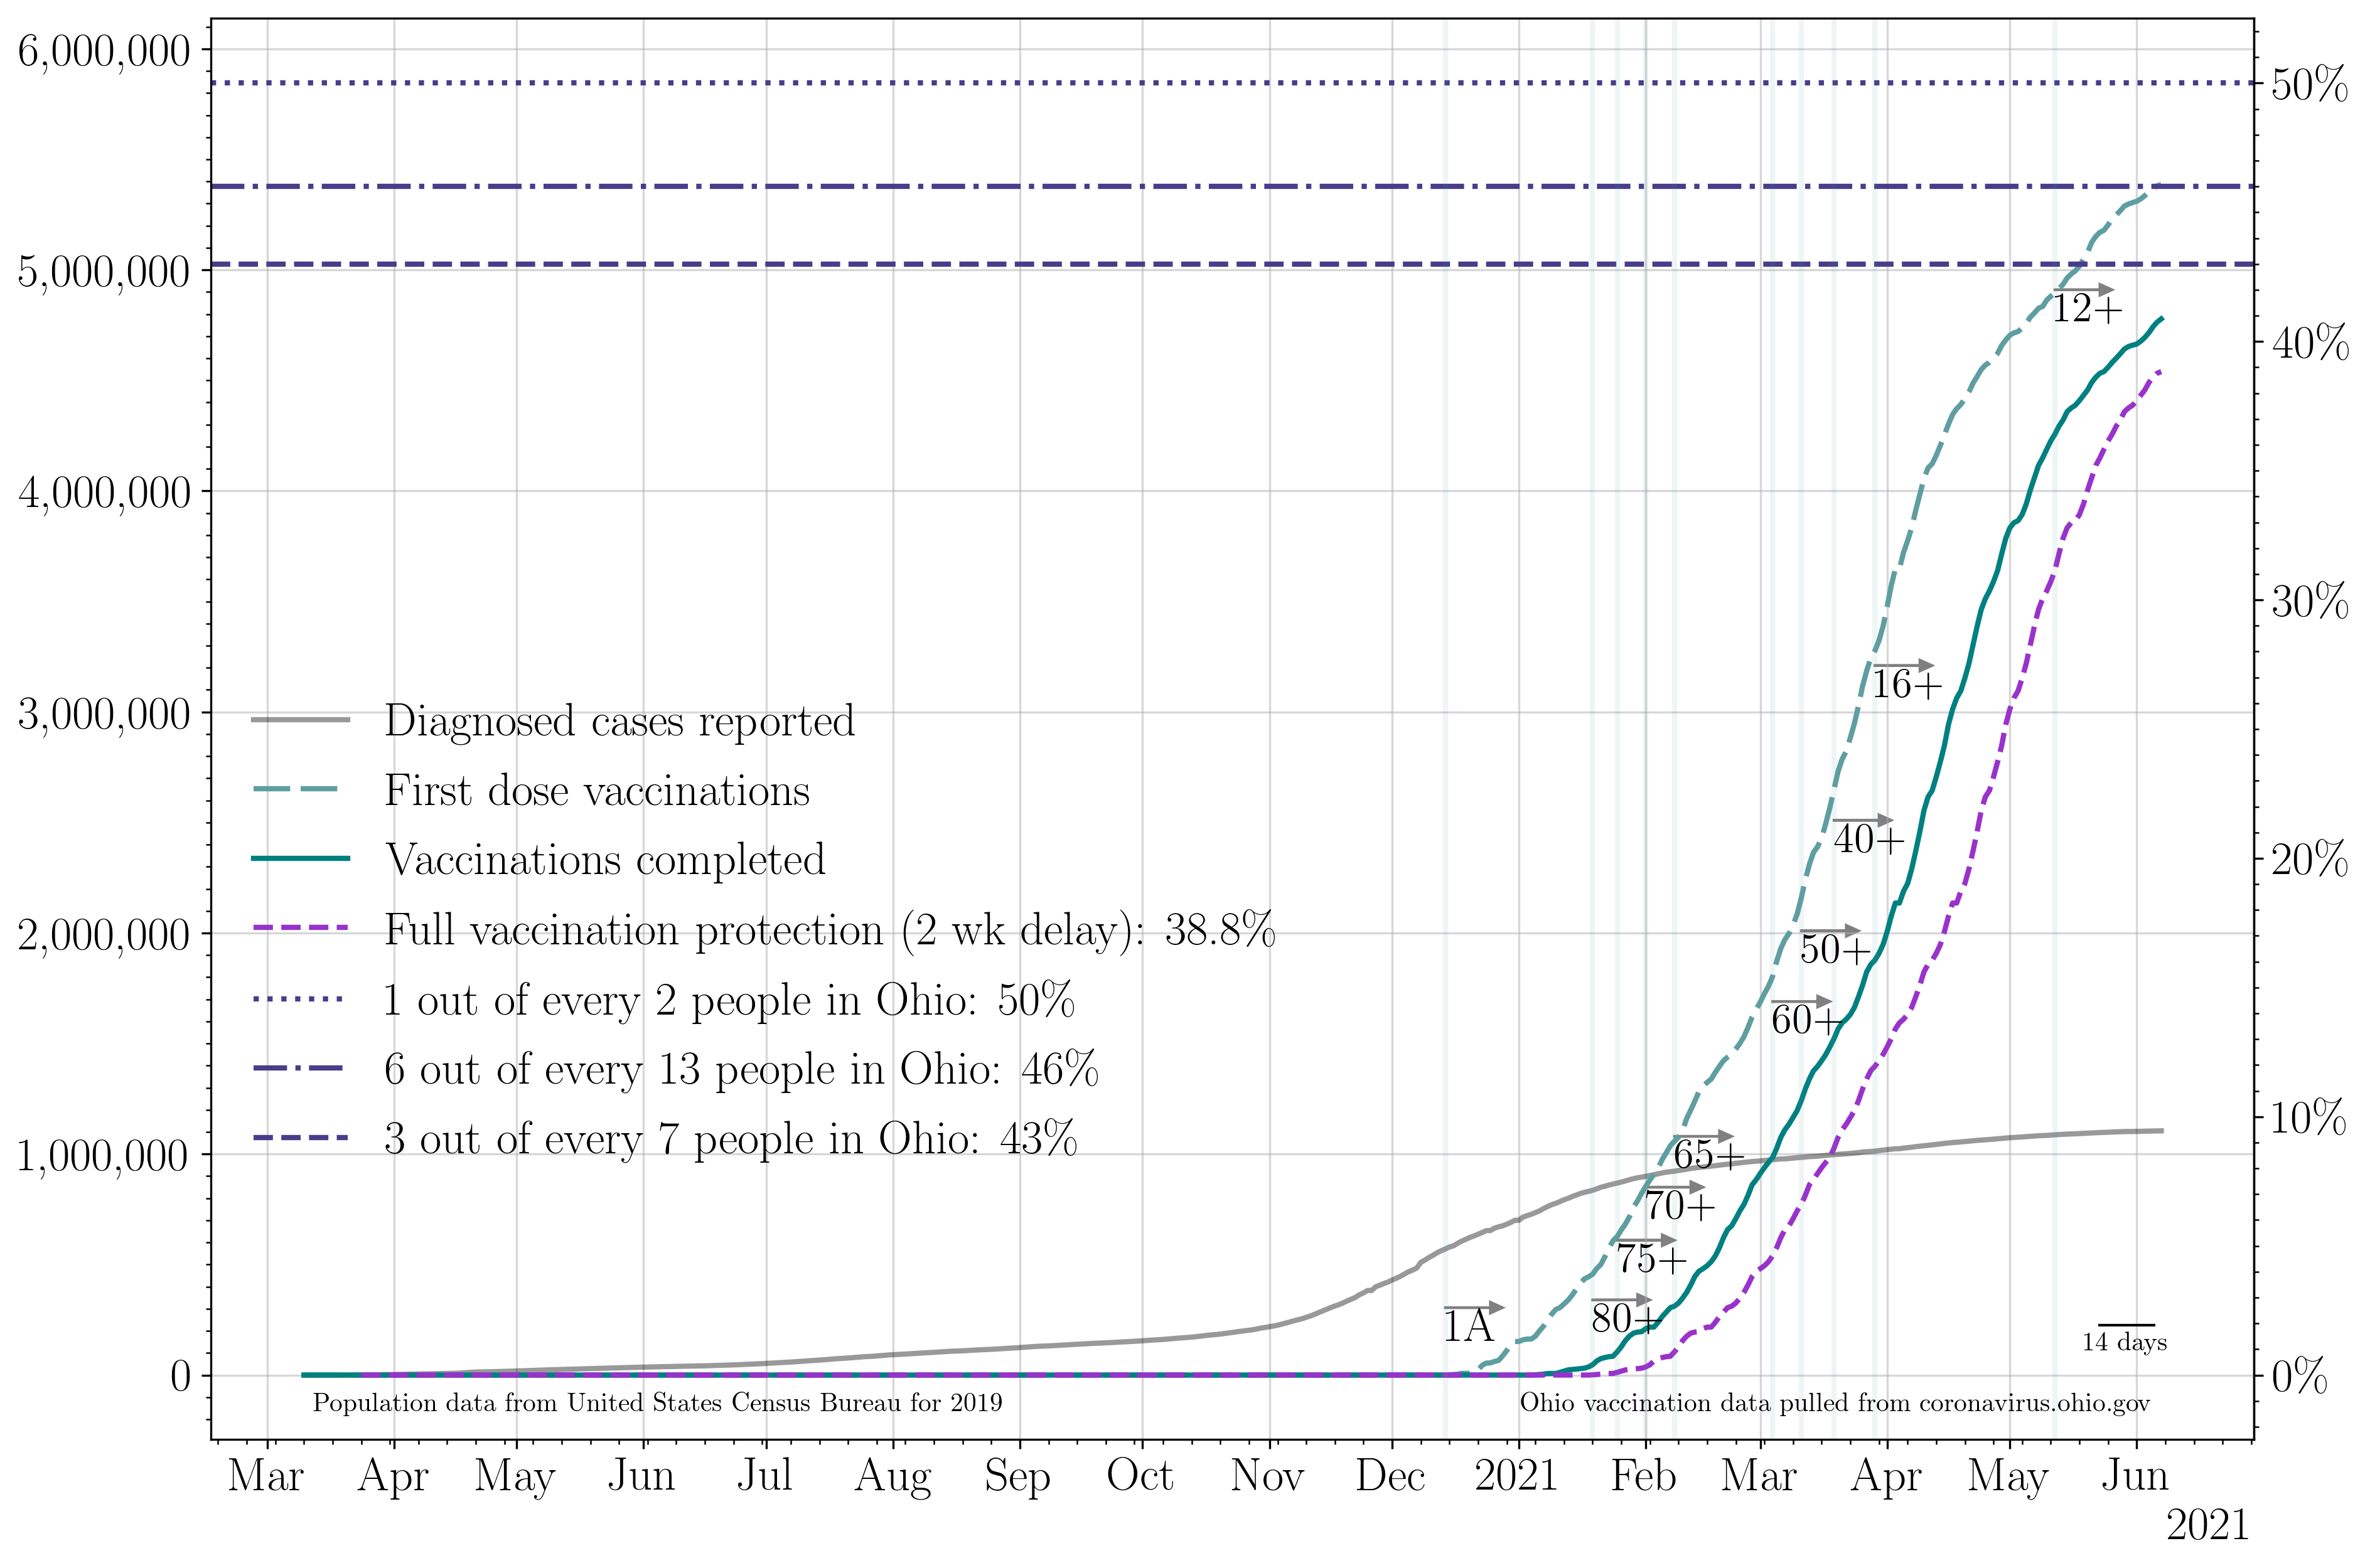 6,000,000
50%
5,000,000
12+
40%
4,000,000
30%
16+
3,000,000
Diagnosed cases reported
First dose vaccinations
40+
Vaccinations completed
20%
2,000,000
Full vaccination protection (2 wk delay): 38.8%
50+
1 out of every 2 people in Ohio: 50%
60+
6 out of every 13 people in Ohio: 46%
10%
3 out of every 7 people in Ohio: 43%
1,000,000
65+
70+
75+
80+
1A
14 days
0
0%
Population data from United States Census Bureau for 2019
Ohio vaccination data pulled from coronavirus.ohio.gov
Mar Apr May Jun Jul Aug Sep Oct Nov Dec 2021 Feb Mar Apr May Jun
2021